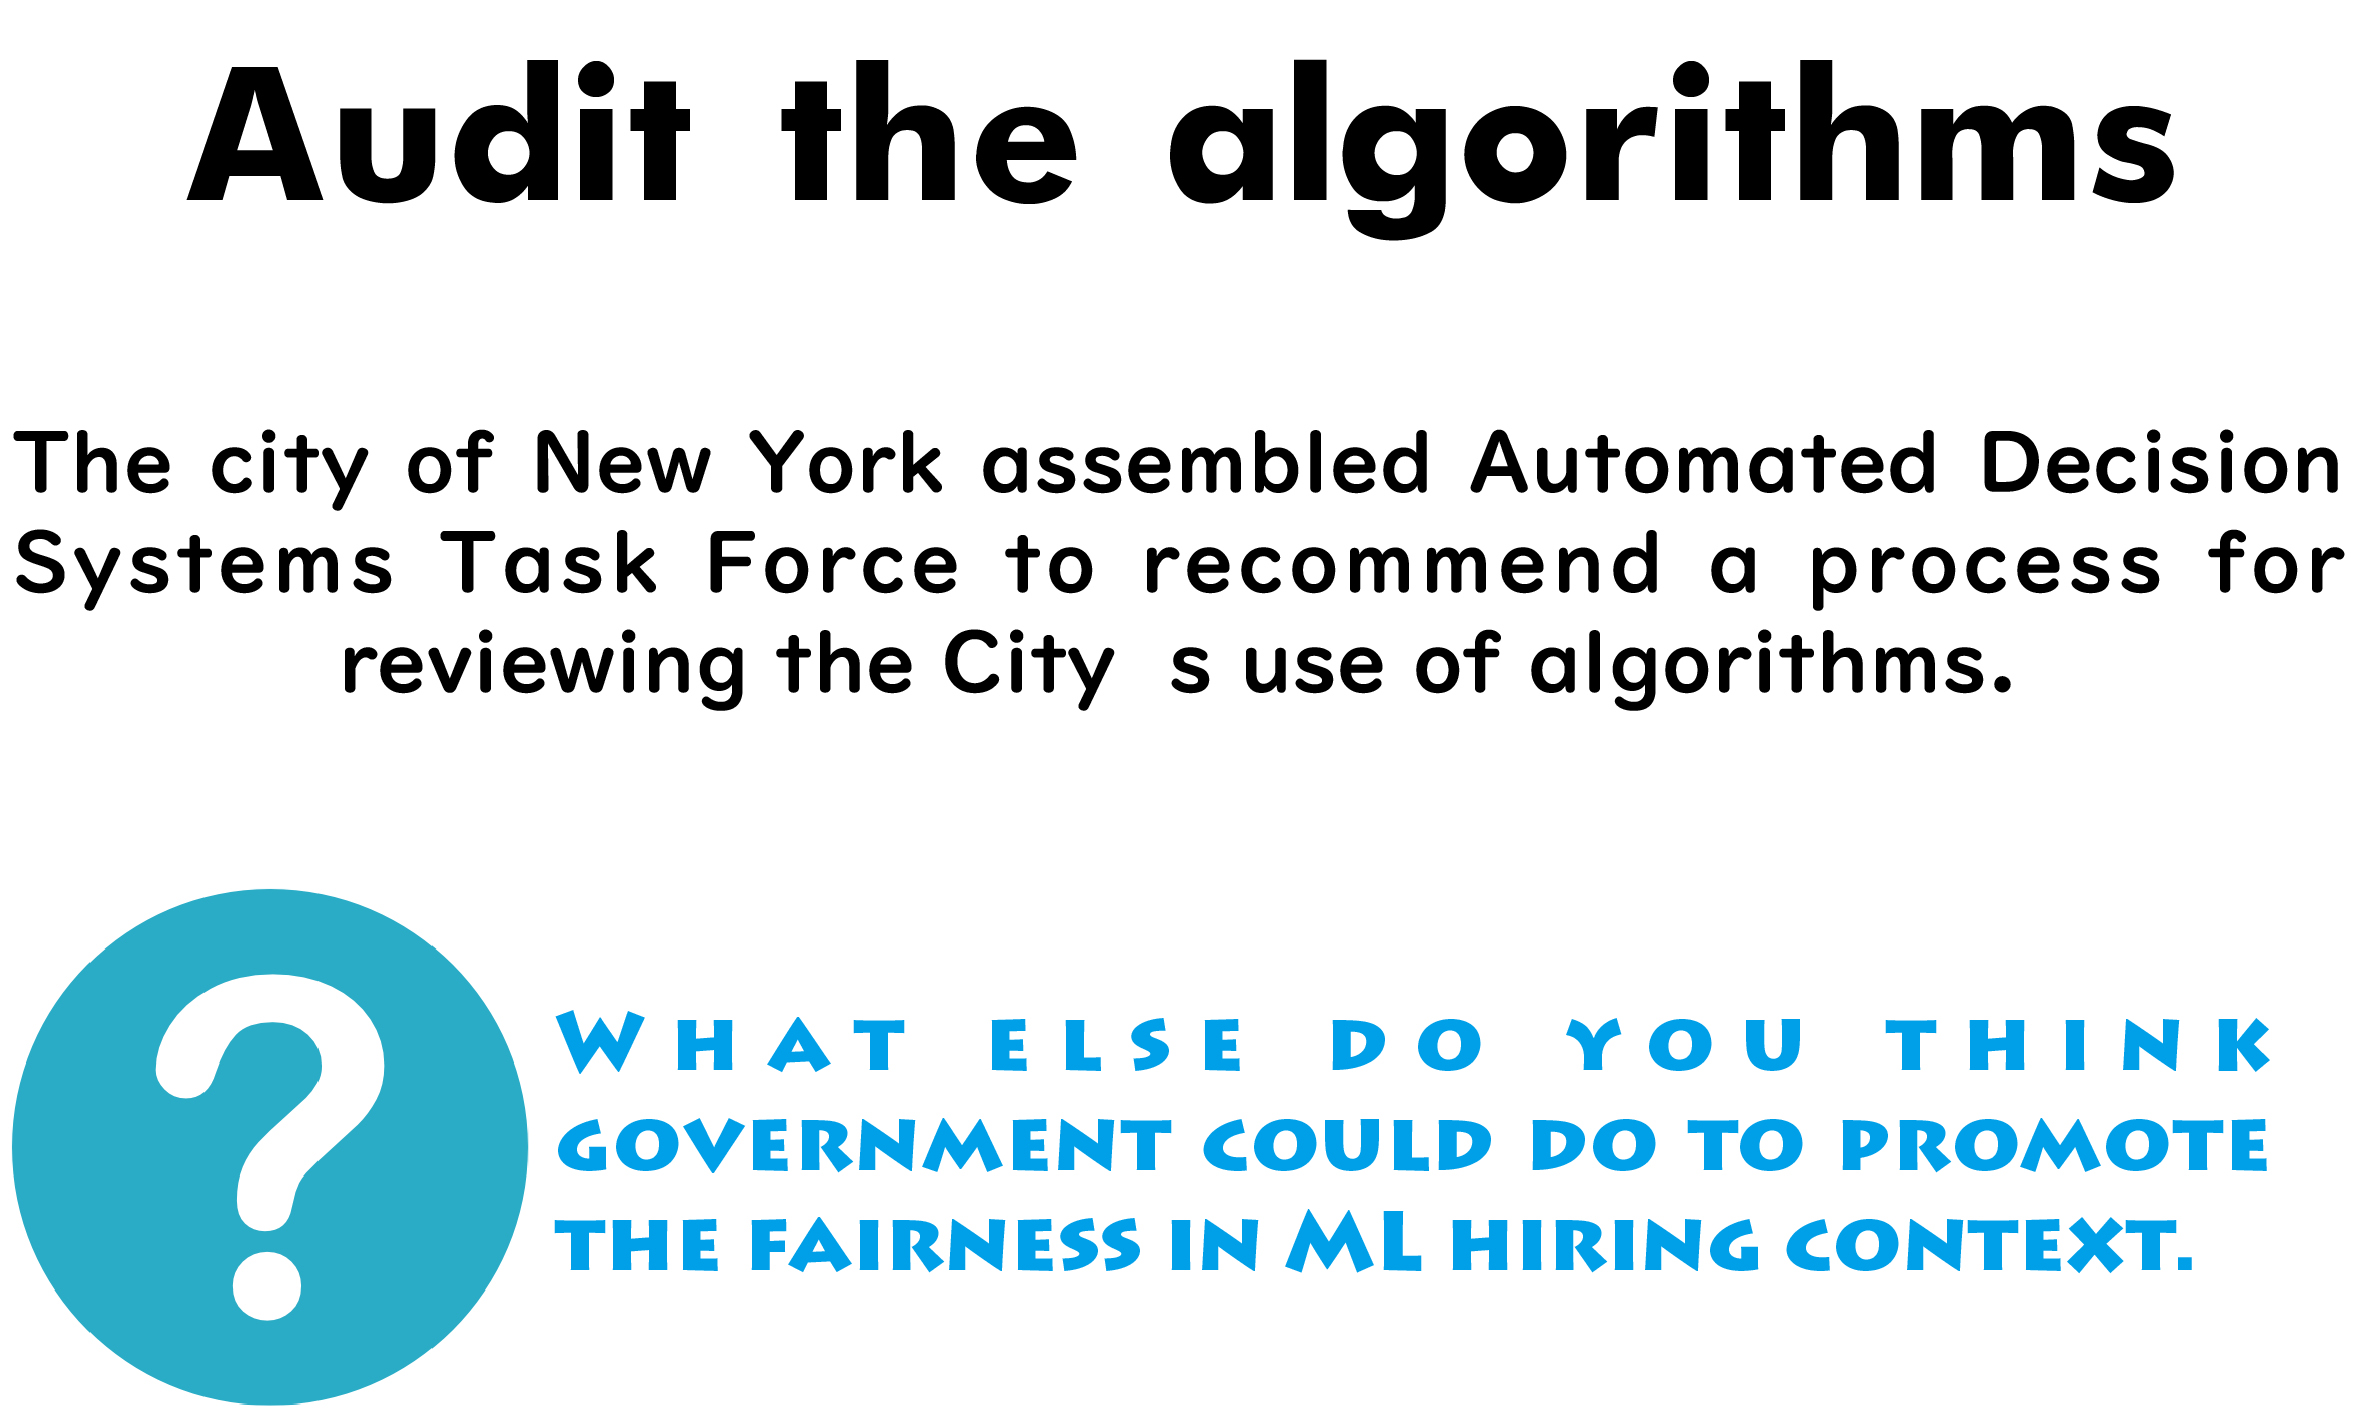 Audit the algorithms
The city of New York assembled Automated Decision
Systems Task Force to recommend a process for
reviewing the City s use of algorithms.
?
WHAT ELSE DO YOU THINK
GOVERNMENT COULD DO TO PROMOTE
THE FAIRNESS IN ML HIRING CONTEXT.